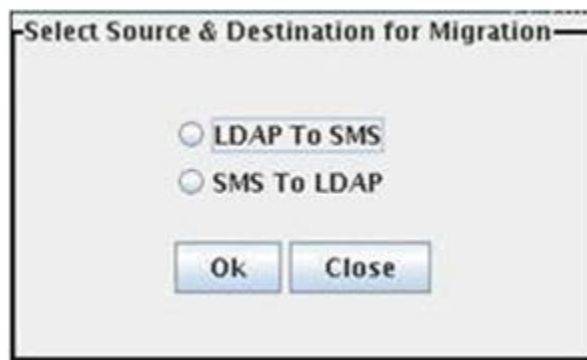 Select Source & Destination for Migration
LDAP To SMS
SMS To LDAP
Ok Close